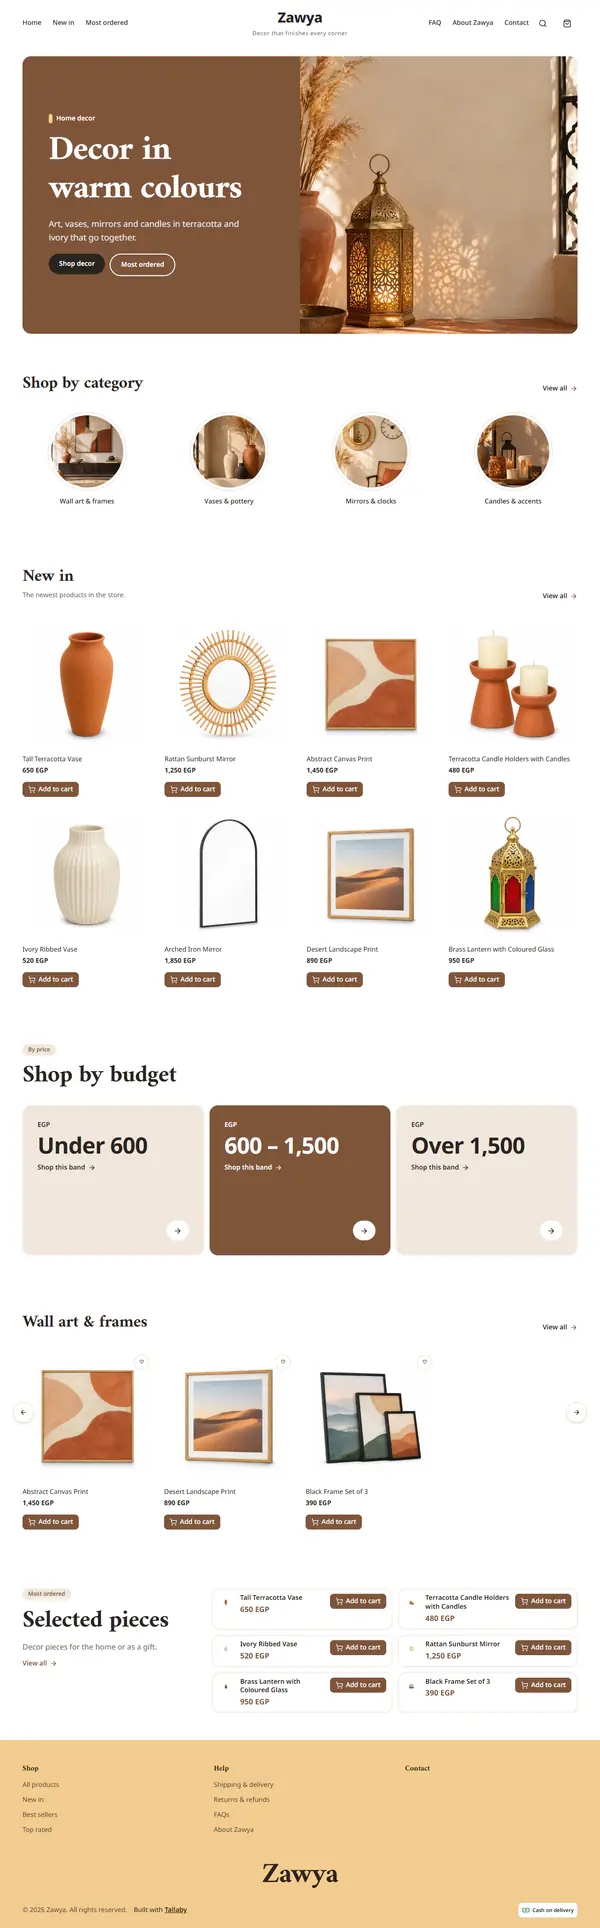 Home
New in
Most ordered
Zawya
Decor that finishes every corner
FAQ
About Zawya
Contact
Home decor
Decor in
warm colours
Art, vases, mirrors and candles in terracotta and
ivory that go together.
Shop decor
Most ordered
Shop by category
View all →
Wall art & frames
Vases & pottery
Mirrors & clocks
Candles & accents
New in
The newest products in the store.
View all →
Tall Terracotta Vase
650 EGP
Add to cart
Rattan Sunburst Mirror
1,250 EGP
Add to cart
Abstract Canvas Print
1,450 EGP
Add to cart
Terracotta Candle Holders with Candles
480 EGP
Add to cart
Ivory Ribbed Vase
520 EGP
Add to cart
Arched Iron Mirror
1,850 EGP
Add to cart
Desert Landscape Print
890 EGP
Add to cart
Brass Lantern with Coloured Glass
950 EGP
Add to cart
By price
Shop by budget
EGP
Under 600
Shop this band →
EGP
600 – 1,500
Shop this band →
EGP
Over 1,500
Shop this band →
Wall art & frames
View all →
Abstract Canvas Print
1,450 EGP
Add to cart
Desert Landscape Print
890 EGP
Add to cart
Black Frame Set of 3
390 EGP
Add to cart
Most ordered
Selected pieces
Decor pieces for the home or as a gift.
View all →
Tall Terracotta Vase
650 EGP
Add to cart
Terracotta Candle Holders
with Candles
480 EGP
Add to cart
Ivory Ribbed Vase
520 EGP
Add to cart
Rattan Sunburst Mirror
1,250 EGP
Add to cart
Brass Lantern with
Coloured Glass
950 EGP
Add to cart
Black Frame Set of 3
390 EGP
Add to cart
Shop
All products
New in
Best sellers
Top rated
Help
Shipping & delivery
Returns & refunds
FAQs
About Zawya
Contact
Zawya
© 2026 Zawya. All rights reserved.
Built with Tallaby
Cash on delivery